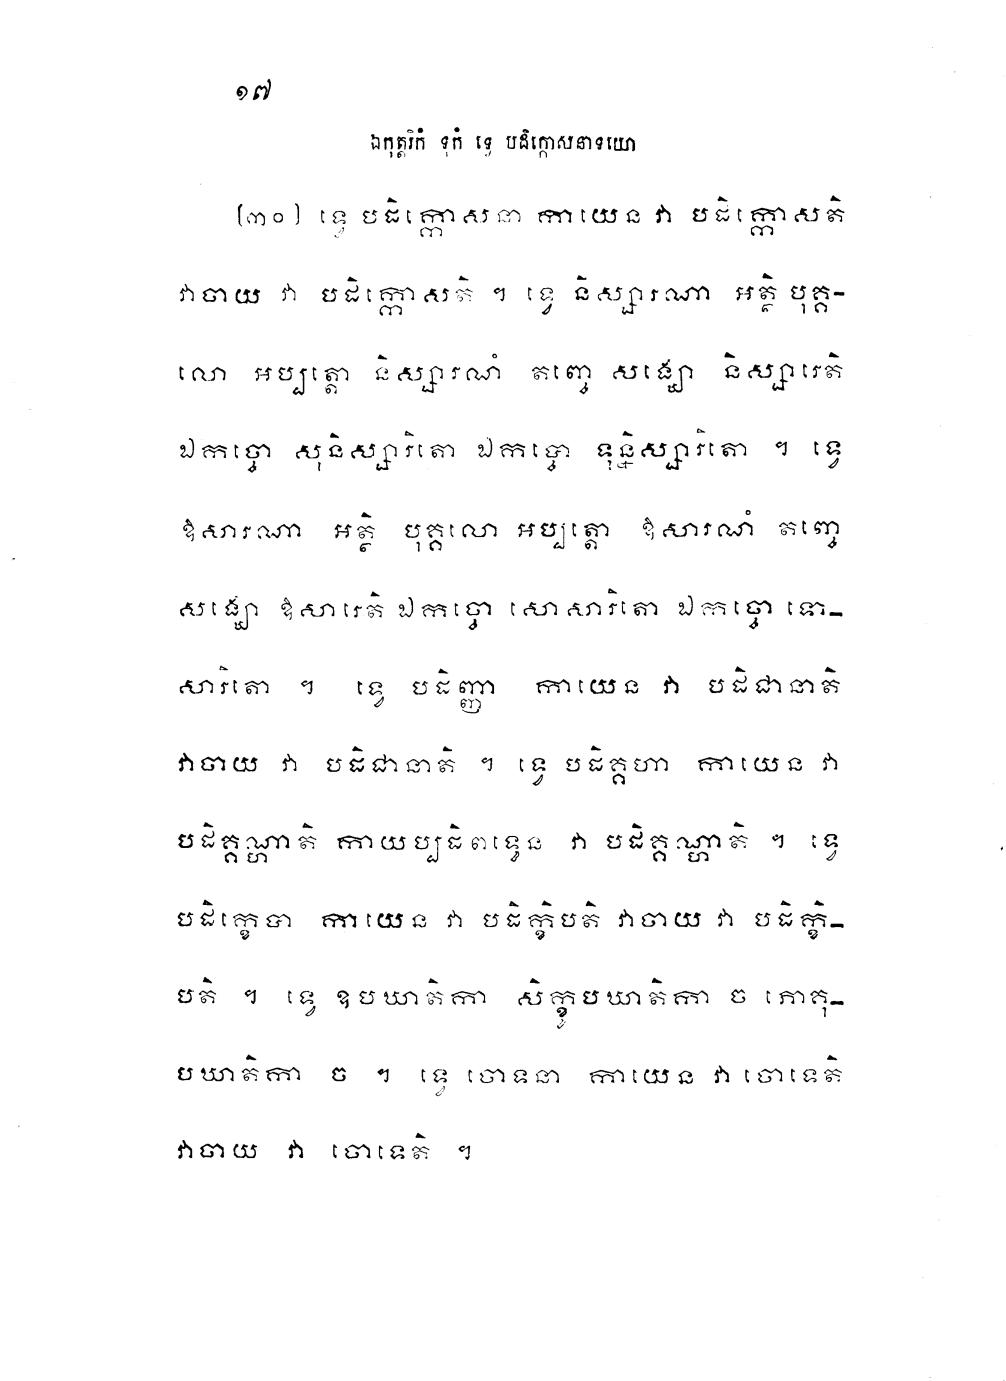 ១៧
ឯកុត្តរិកំ ទុកំ ទ្វេ បដិក្កោសនាទយោ
[៣០] ទ្វេ បដិក្កោសនា កាយេន វា បដិក្កោសតិ
វាចាយ វា បដិក្កោសតិ ។ ទ្វេ និស្សារណា អត្ថិ បុគ្គ-
លោ អប្បត្តោ និស្សារណំ តញ្ចេ សង្ឃោ និស្សារេតិ
ឯកច្ចោ សុនិស្សារិតោ ឯកច្ចោ ទុន្និស្សារិតោ ។ ទ្វេ
ឱសារណា អត្ថិ បុគ្គលោ អប្បត្តោ ឱសារណំ តញ្ចេ
សង្ឃោ ឱសារេតិ ឯកច្ចោ សោសារិតោ ឯកច្ចោ ទោ-
សារិតោ ។ ទ្វេ បដិញ្ញា កាយេន វា បដិជានាតិ
វាចាយ វា បដិជានាតិ ។ ទ្វេ បដិគ្គហា កាយេន វា
បដិគ្គណ្ហាតិ កាយប្បដិពទ្ធេន វា បដិគ្គណ្ហាតិ ។ ទ្វេ
បដិក្ខេបា កាយេន វា បដិក្ខិបតិ វាចាយ វា បដិក្ខិ-
បតិ ។ ទ្វេ ឧបឃាតិកា សិក្ខូបឃាតិកា ច ភោគុ-
បឃាតិកា ច ។ ទ្វេ ចោទនា កាយេន វា ចោទេតិ
វាចាយ វា ចោទេតិ ។